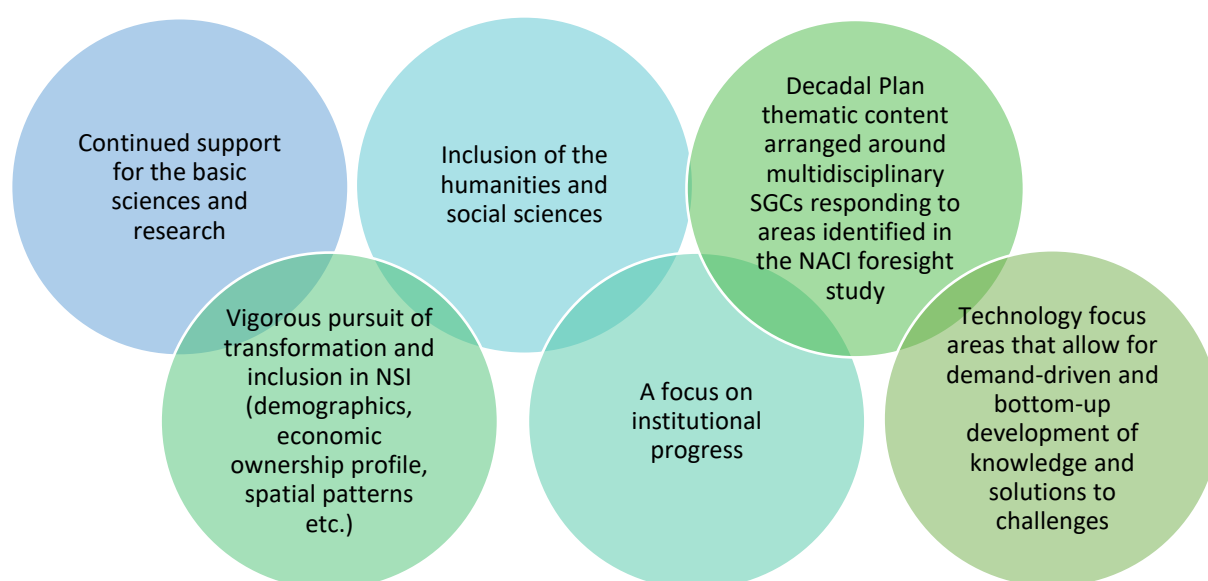 Continued support
for the basic
sciences and
research
Vigorous pursuit of
transformation and
inclusion in NSI
(demographics,
economic
ownership profile,
spatial patterns
etc.)
Inclusion of the
humanities and
social sciences
A focus on
institutional
progress
Decadal Plan
thematic content
arranged around
multidisciplinary
SGCs responding to
areas identified in
the NACI foresight
study
Technology focus
areas that allow for
demand-driven and
bottom-up
development of
knowledge and
solutions to
challenges